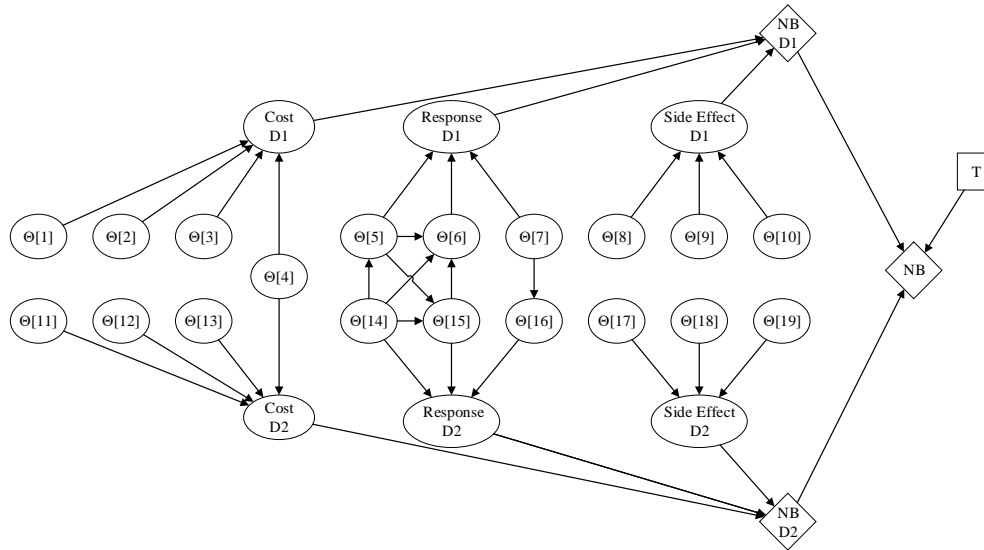 NB
D1
Cost
D1
Response
D1
Side Effect
D1
T
Θ[1]
Θ[2]
Θ[3]
Θ[5]
Θ[6]
Θ[7]
Θ[8]
Θ[9]
Θ[10]
Θ[4]
NB
Θ[11]
Θ[12]
Θ[13]
Θ[14]
Θ[15]
Θ[16]
Θ[17]
Θ[18]
Θ[19]
Cost
D2
Response
D2
Side Effect
D2
NB
D2